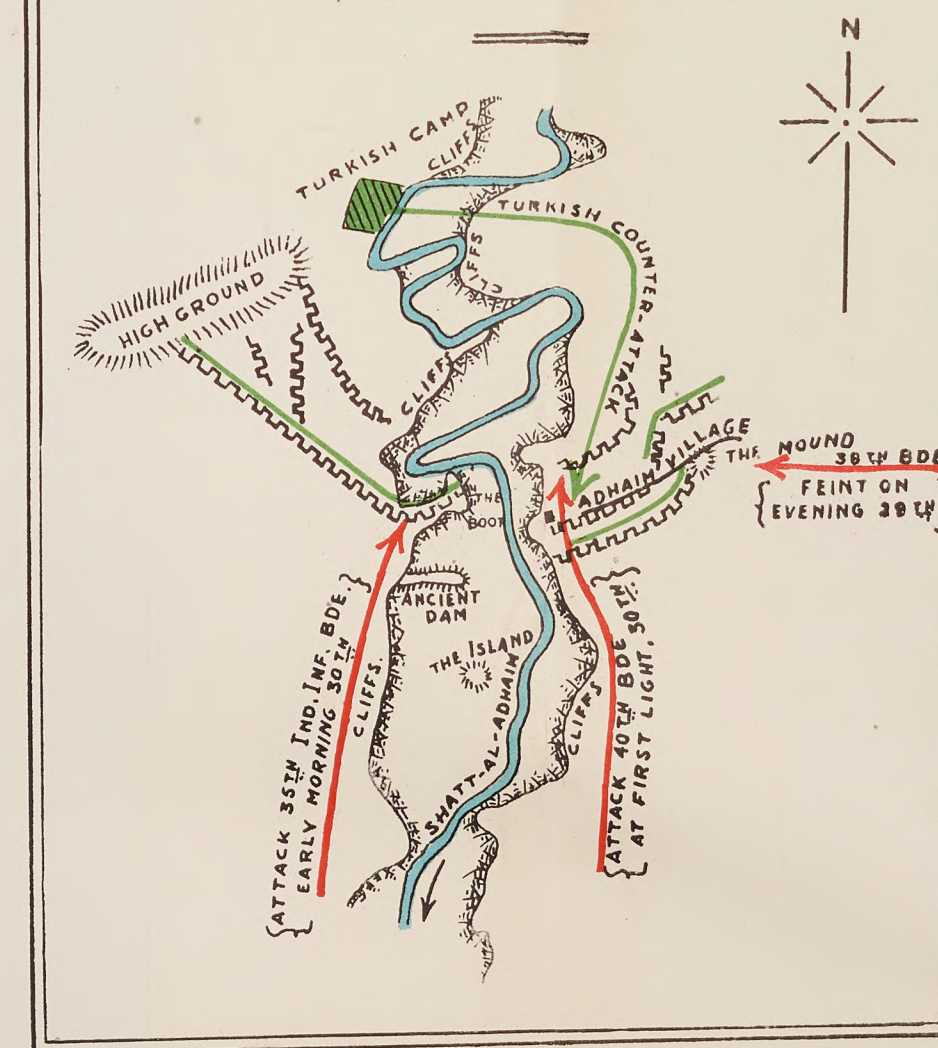 N
TURKISH CAMP
CLIFFS
TURKISH COUNTER-ATTACK
CLIFFS
HIGH GROUND
CLIFF
ADHAIM VILLAGE
THE MOUND
38TH BDE
{FEINT ON
EVENING 29TH}
THE
BOOT
ANCIENT
DAM
THE ISLAND
SHATT-AL-ADHAIM
CLIFFS.
CLIFFS
{ATTACK 35TH IND. INF. BDE.}
EARLY MORNING 30TH
{ATTACK 40TH BDE
AT FIRST LIGHT, 30TH}